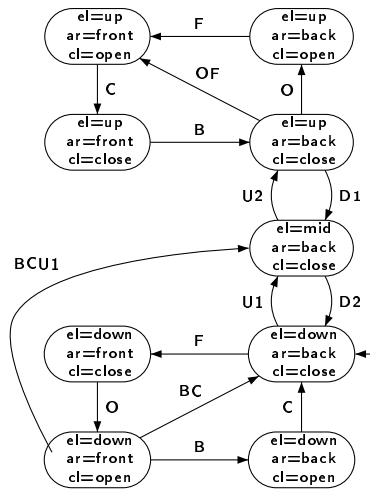 el=up
ar=front
cl=open
F
el=up
ar=back
cl=open
C
OF
O
el=up
ar=front
cl=close
B
el=up
ar=back
cl=close
U2
D1
el=mid
ar=back
cl=close
BCU1
U1
D2
el=down
ar=front
cl=close
F
el=down
ar=back
cl=close
O
BC
C
el=down
ar=front
cl=open
B
el=down
ar=back
cl=open